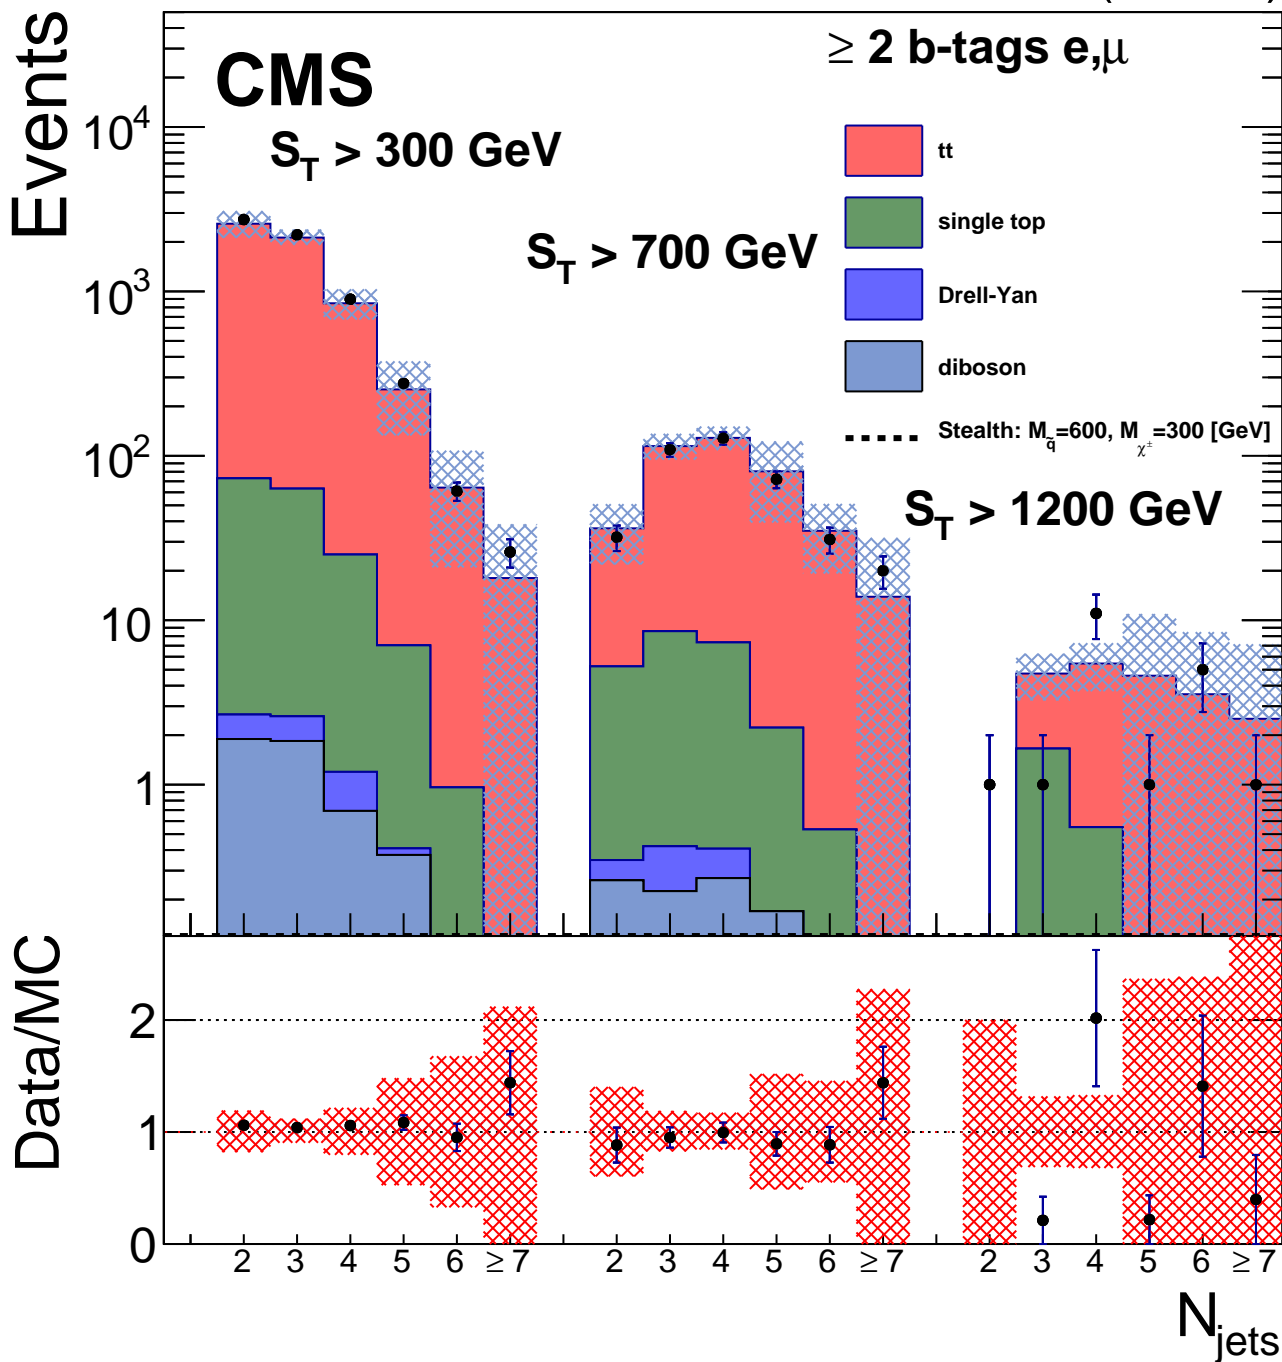 ≥ 2 b-tags e,μ
CMS
Events
S_T > 300 GeV
S_T > 700 GeV
S_T > 1200 GeV
tt
single top
Drell-Yan
diboson
Stealth: M_q̃=600, M_χ±=300 [GeV]
10^4
10^3
10^2
10
1
Data/MC
2
1
0
2 3 4 5 6 ≥ 7 2 3 4 5 6 ≥ 7 2 3 4 5 6 ≥ 7
N_jets